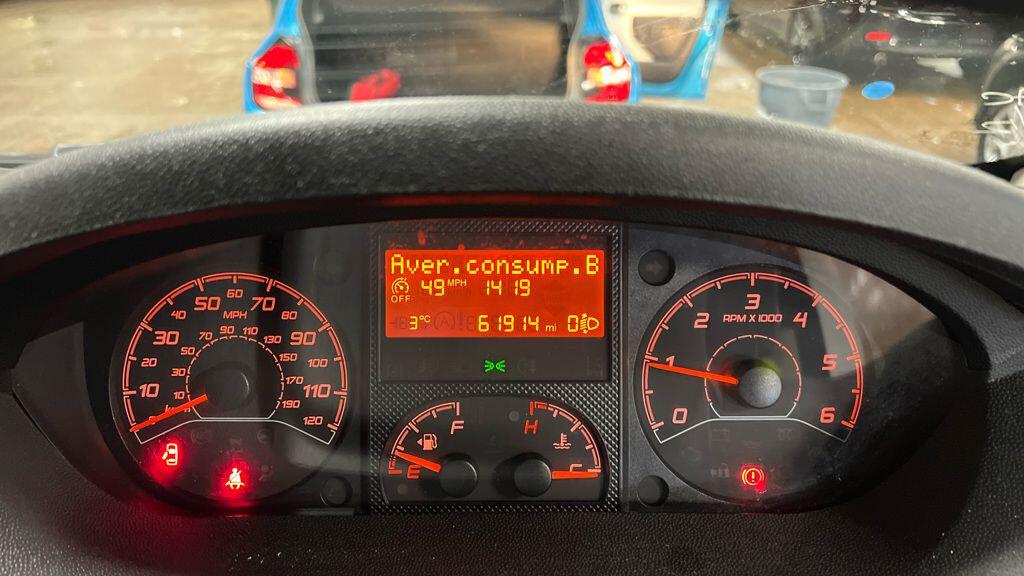 Aver.consump.B
OFF 49 MPH 14 19
3°C 61914 mi 0
10 20 30 40 50 60 70 80 90 100 110 120
MPH
10 30 50 70 90 110 130 150 170 190
E F
H C
0 1 2 3 4 5 6
RPM X 1000